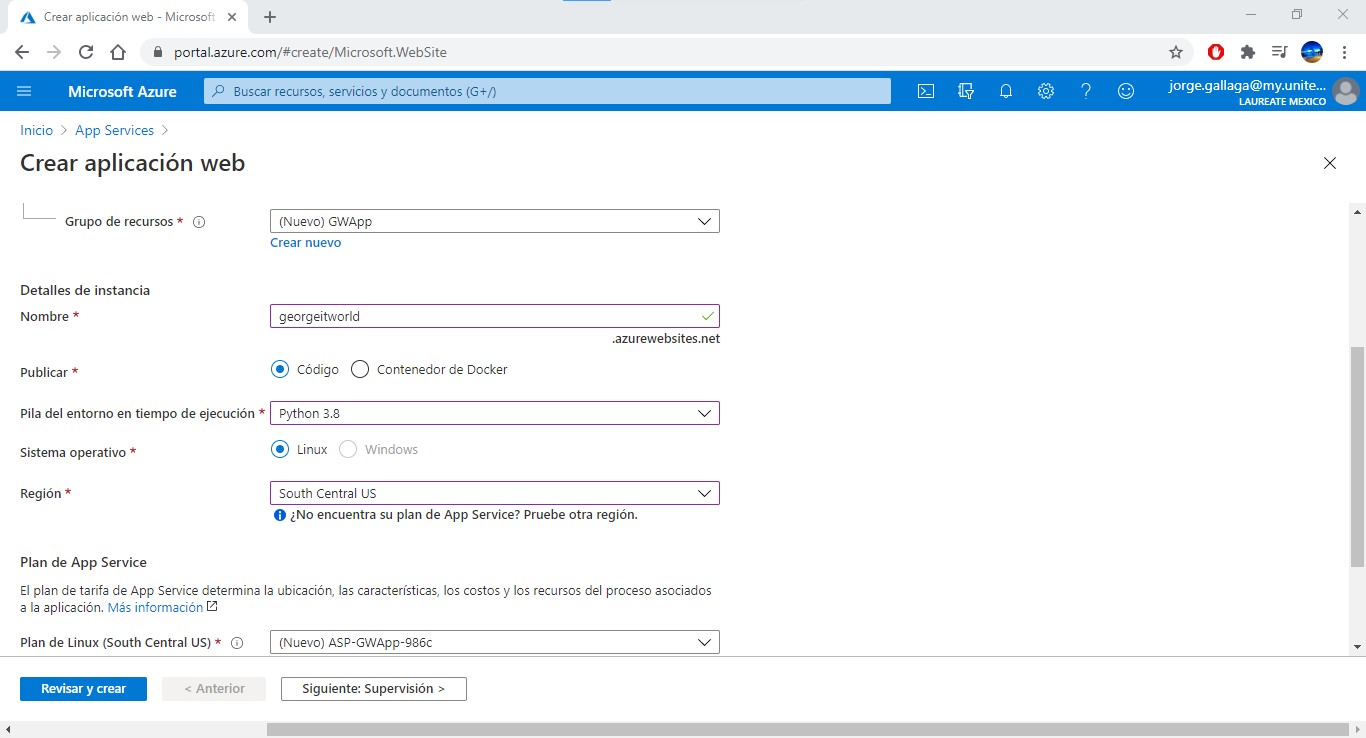 Crear aplicación web - Microsoft
portal.azure.com/#create/Microsoft.WebSite
Microsoft Azure
Buscar recursos, servicios y documentos (G+/)
jorge.gallaga@my.unite...
LAUREATE MEXICO
Inicio > App Services >
Crear aplicación web
Grupo de recursos *
(Nuevo) GWApp
Crear nuevo
Detalles de instancia
Nombre *
georgeitworld
.azurewebsites.net
Publicar *
Código Contenedor de Docker
Pila del entorno en tiempo de ejecución *
Python 3.8
Sistema operativo *
Linux Windows
Región *
South Central US
¿No encuentra su plan de App Service? Pruebe otra región.
Plan de App Service
El plan de tarifa de App Service determina la ubicación, las características, los costos y los recursos del proceso asociados
a la aplicación. Más información
Plan de Linux (South Central US) *
(Nuevo) ASP-GWApp-986c
Revisar y crear
< Anterior
Siguiente: Supervisión >